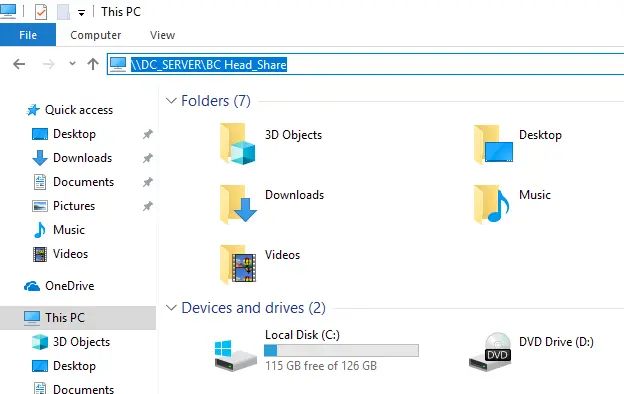 This PC
File Computer View
\\DC_SERVER\BC Head_Share
Quick access
Desktop
Downloads
Documents
Pictures
Music
Videos
OneDrive
This PC
3D Objects
Desktop
Documents
Folders (7)
3D Objects
Desktop
Downloads
Music
Videos
Devices and drives (2)
Local Disk (C:)
115 GB free of 126 GB
DVD
DVD Drive (D:)